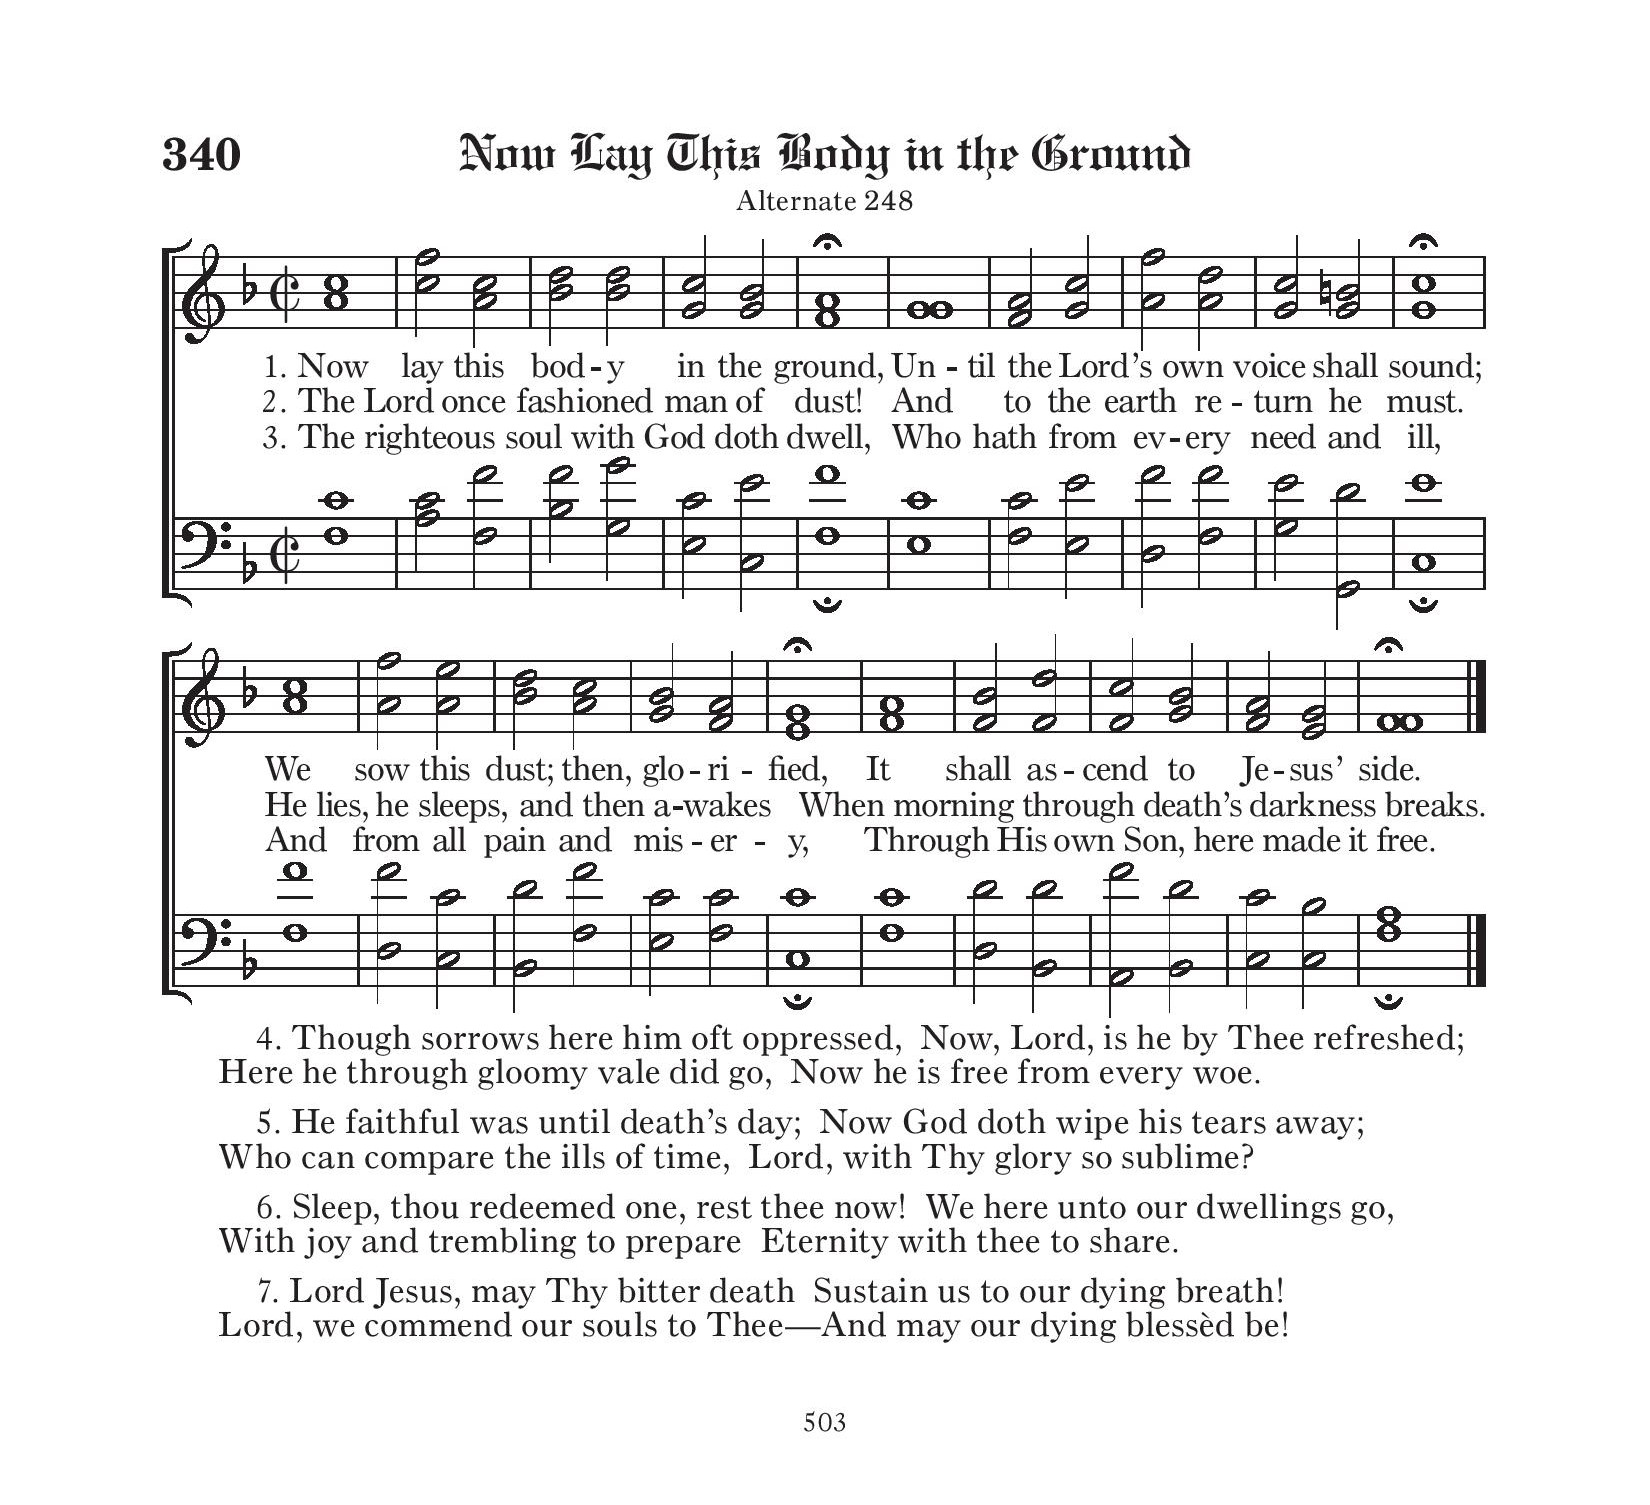 340 Now Lay This Body in the Ground
Alternate 248
1. Now lay this bod - y in the ground, Un - til the Lord’s own voice shall sound;
2. The Lord once fashioned man of dust! And to the earth re - turn he must.
3. The righteous soul with God doth dwell, Who hath from ev - ery need and ill,
We sow this dust; then, glo - ri - fied, It shall as - cend to Je - sus’ side.
He lies, he sleeps, and then a-wakes When morning through death’s darkness breaks.
And from all pain and mis - er - y, Through His own Son, here made it free.
4. Though sorrows here him oft oppressed, Now, Lord, is he by Thee refreshed;
Here he through gloomy vale did go, Now he is free from every woe.
5. He faithful was until death’s day; Now God doth wipe his tears away;
Who can compare the ills of time, Lord, with Thy glory so sublime?
6. Sleep, thou redeemed one, rest thee now! We here unto our dwellings go,
With joy and trembling to prepare Eternity with thee to share.
7. Lord Jesus, may Thy bitter death Sustain us to our dying breath!
Lord, we commend our souls to Thee—And may our dying blessèd be!
503